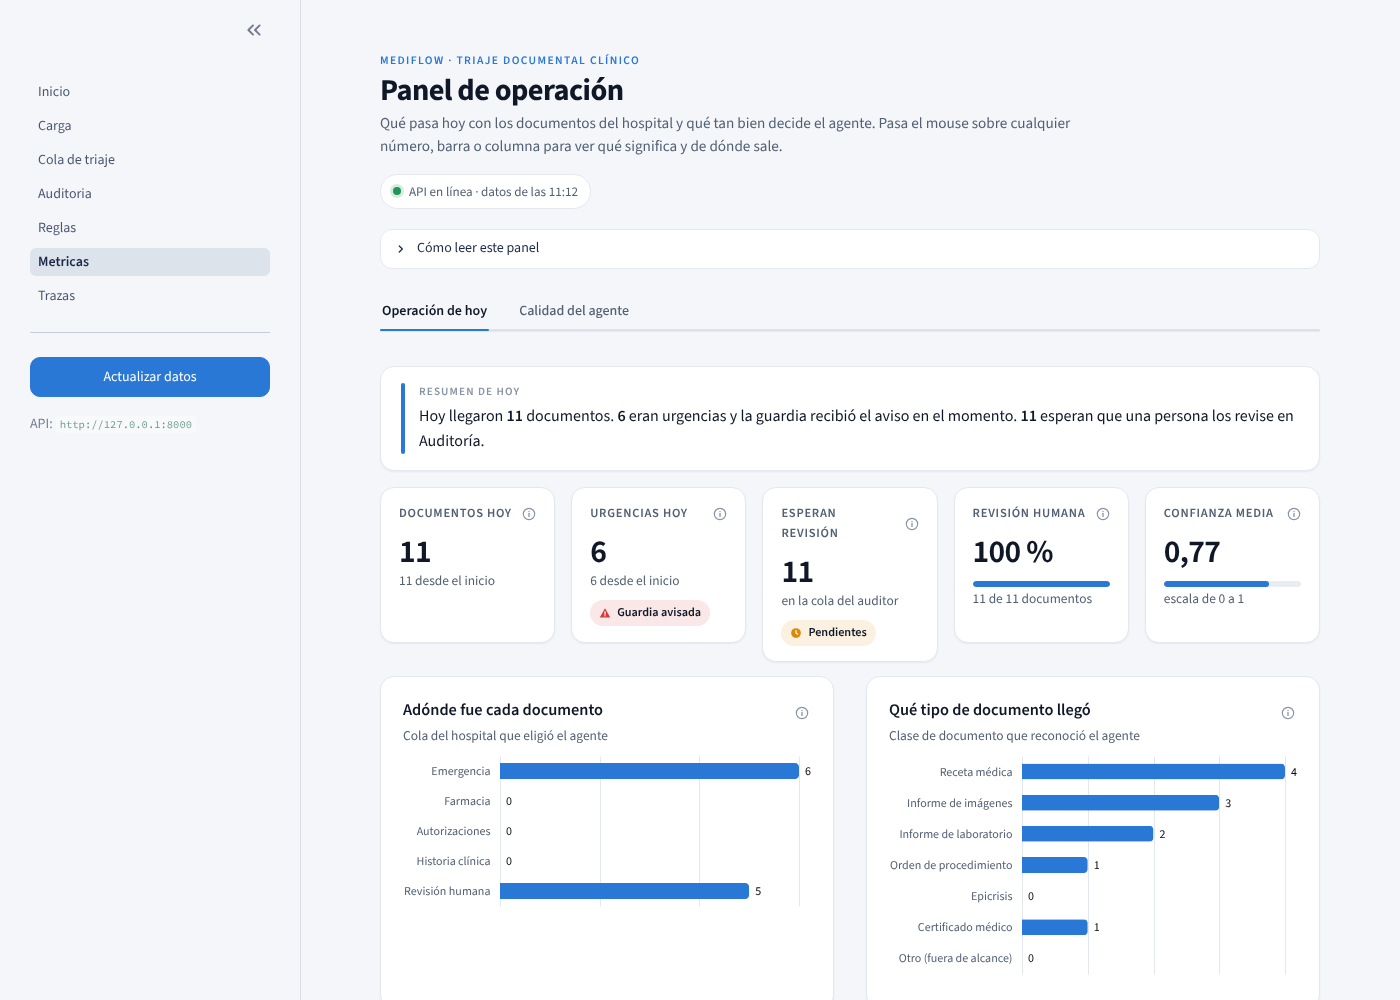 Inicio
Carga
Cola de triaje
Auditoria
Reglas
Metricas
Trazas
Actualizar datos
API: http://127.0.0.1:8000
MEDIFLOW · TRIAJE DOCUMENTAL CLÍNICO
Panel de operación
Qué pasa hoy con los documentos del hospital y qué tan bien decide el agente. Pasa el mouse sobre cualquier
número, barra o columna para ver qué significa y de dónde sale.
API en línea · datos de las 11:12
Cómo leer este panel
Operación de hoy
Calidad del agente
RESUMEN DE HOY
Hoy llegaron 11 documentos. 6 eran urgencias y la guardia recibió el aviso en el momento. 11 esperan que una persona los revise en
Auditoría.
DOCUMENTOS HOY
11
11 desde el inicio
URGENCIAS HOY
6
6 desde el inicio
Guardia avisada
ESPERAN
REVISIÓN
11
en la cola del auditor
Pendientes
REVISIÓN HUMANA
100 %
11 de 11 documentos
CONFIANZA MEDIA
0,77
escala de 0 a 1
Adónde fue cada documento
Cola del hospital que eligió el agente
Emergencia 6
Farmacia 0
Autorizaciones 0
Historia clínica 0
Revisión humana 5
Qué tipo de documento llegó
Clase de documento que reconoció el agente
Receta médica 4
Informe de imágenes 3
Informe de laboratorio 2
Orden de procedimiento 1
Epicrisis 0
Certificado médico 1
Otro (fuera de alcance) 0